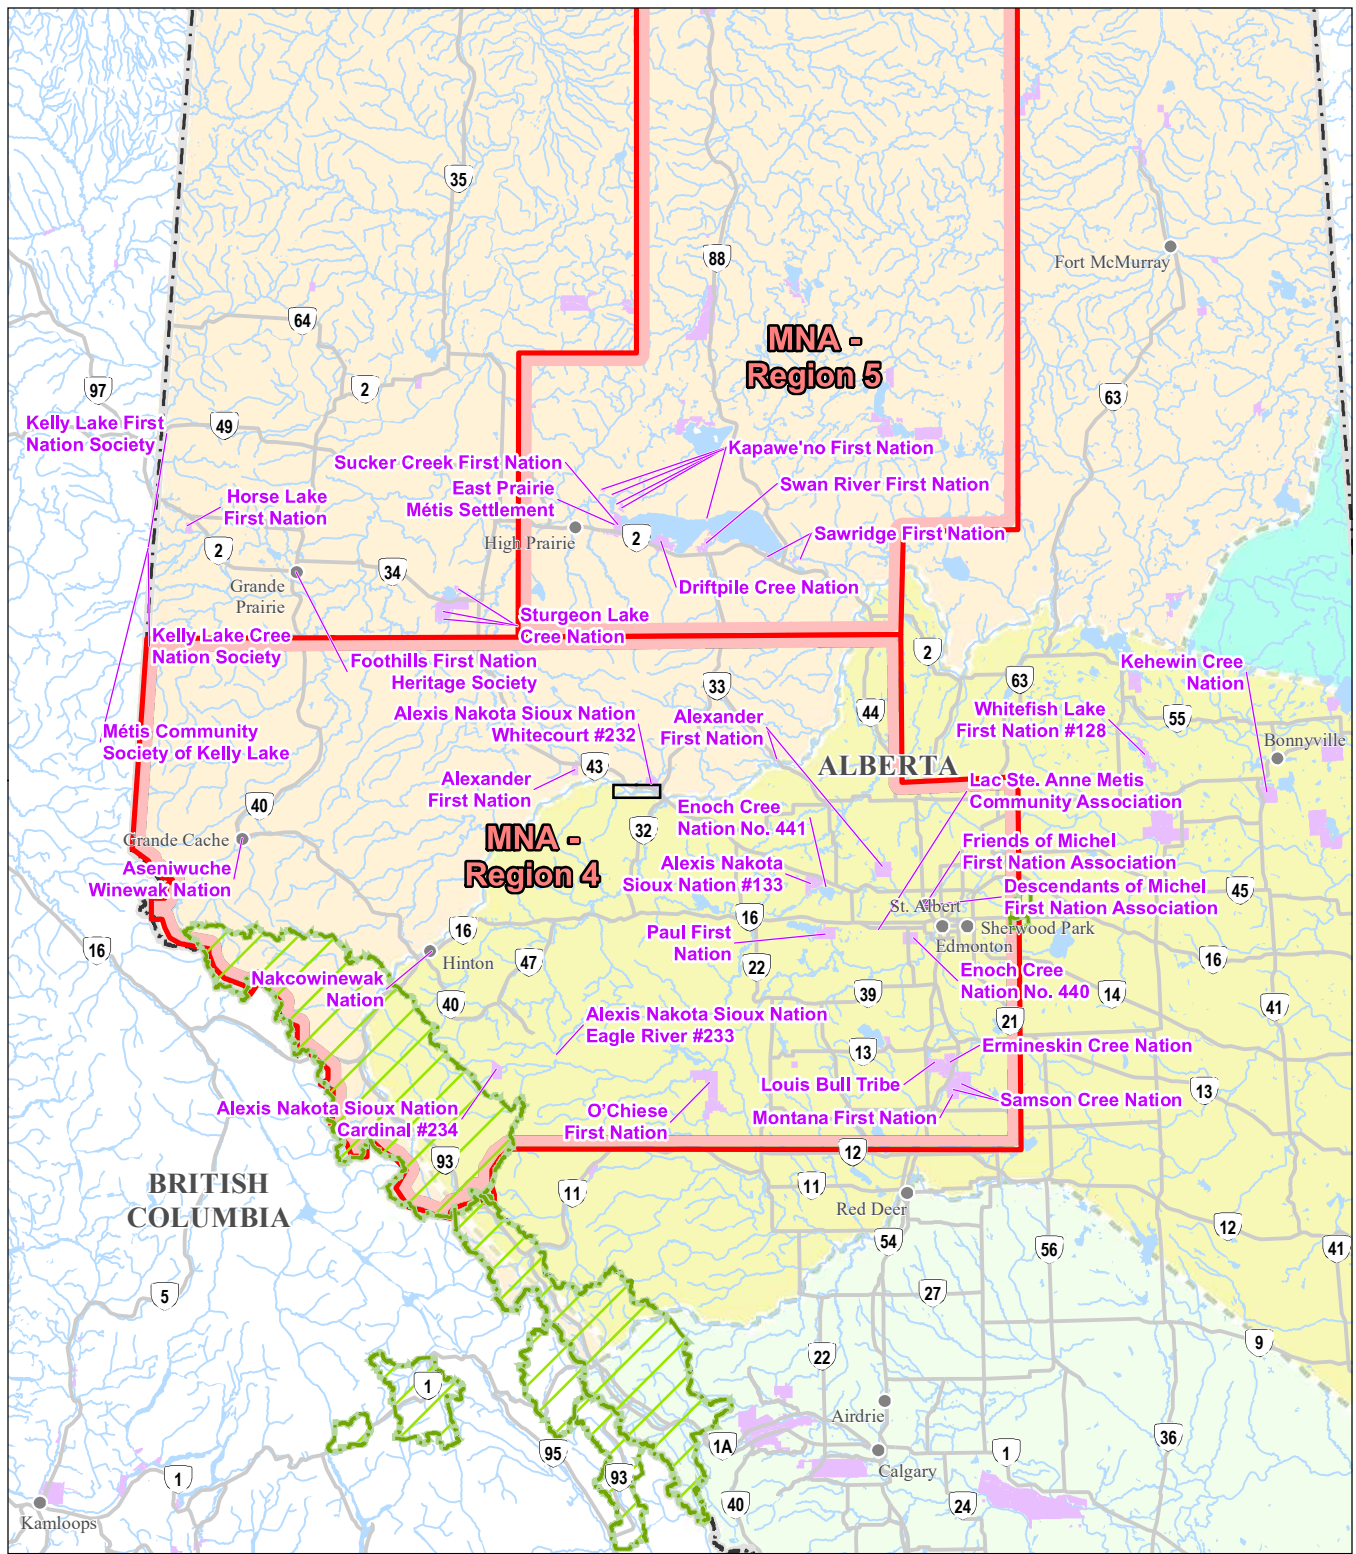 35
88
Fort McMurray
64
MNA -
Region 5
97
2
63
Kelly Lake First
Nation Society
49
Kapawe'no First Nation
Sucker Creek First Nation
East Prairie
Métis Settlement
Swan River First Nation
Horse Lake
First Nation
High Prairie
2
Sawridge First Nation
2
34
Grande
Prairie
Driftpile Cree Nation
Sturgeon Lake
Cree Nation
Kelly Lake Cree
Nation Society
2
Foothills First Nation
Heritage Society
33
63
Kehewin Cree
Nation
Alexis Nakota Sioux Nation
Whitecourt #232
Alexander
First Nation
44
Whitefish Lake
First Nation #128
55
Métis Community
Society of Kelly Lake
Bonnyville
43
ALBERTA
Alexander
First Nation
Lac Ste. Anne Metis
Community Association
40
Enoch Cree
Nation No. 441
32
Grande Cache
MNA -
Region 4
Friends of Michel
First Nation Association
Aseniwuche
Winewak Nation
Alexis Nakota
Sioux Nation #133
Descendants of Michel
First Nation Association
45
St. Albert
16
16
Paul First
Nation
Sherwood Park
Edmonton
16
Hinton
47
22
16
Nakcowinewak
Nation
Enoch Cree
Nation No. 440
39
14
40
41
Alexis Nakota Sioux Nation
Eagle River #233
21
13
Ermineskin Cree Nation
Louis Bull Tribe
13
Alexis Nakota Sioux Nation
Cardinal #234
O'Chiese
First Nation
Montana First Nation
Samson Cree Nation
12
93
BRITISH
COLUMBIA
11
11
Red Deer
12
54
56
41
5
27
9
22
1
Airdrie
1A
36
95
1
Calgary
93
1
40
24
Kamloops